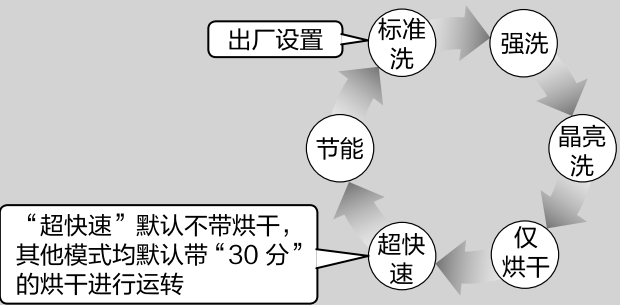 出厂设置
标准
洗
强洗
晶亮
洗
仅
烘干
超快
速
节能
“超快速”默认不带烘干，
其他模式均默认带“30 分”
的烘干进行运转